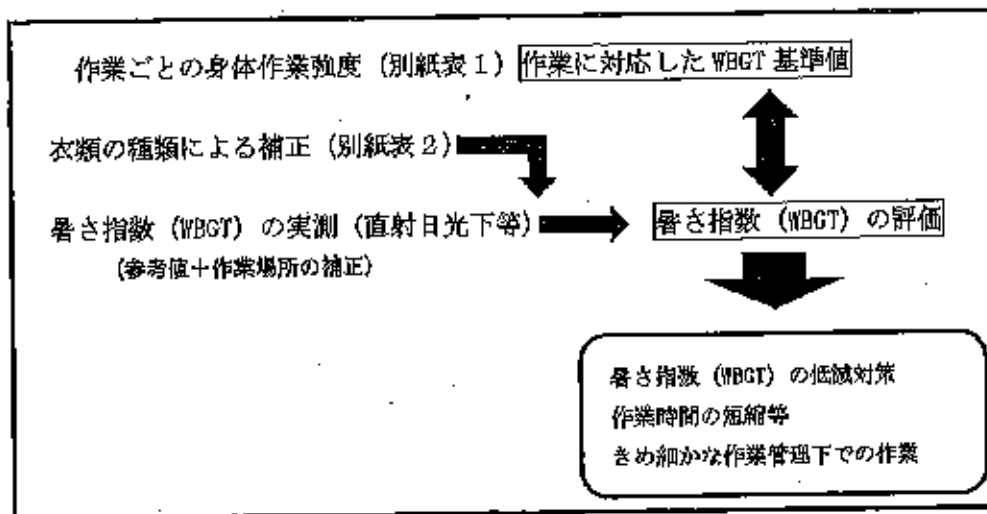 作業ごとの身体作業強度（別紙表１） 作業に対応したWBGT基準値
衣類の種類による補正（別紙表２）
暑さ指数（WBGT）の実測（直射日光下等） 暑さ指数（WBGT）の評価
（参考値＋作業場所の補正）
暑さ指数（WBGT）の低減対策
作業時間の短縮等
きめ細かな作業管理下での作業